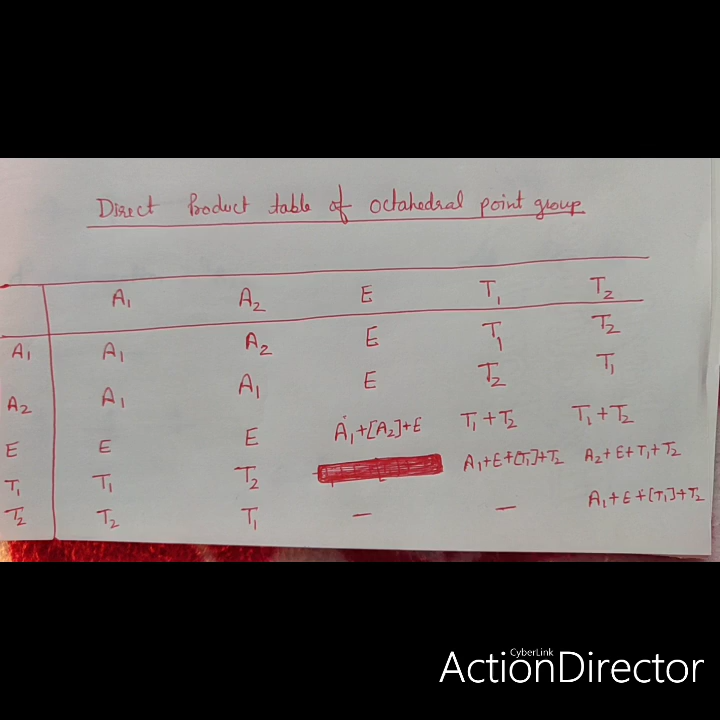 Direct Product table of octahedral point group
A₁ A₂ E T₁ T₂
A₁ A₁ A₂ E T₁ T₂
A₂ A₁ A₁ E T₂ T₁
E E E A₁+[A₂]+E T₁+T₂ T₁+T₂
T₁ T₁ T₂ A₁+E+[T₁]+T₂ A₂+E+T₁+T₂
T₂ T₂ T₁ — — A₁+E+[T₁]+T₂
CyberLink
ActionDirector